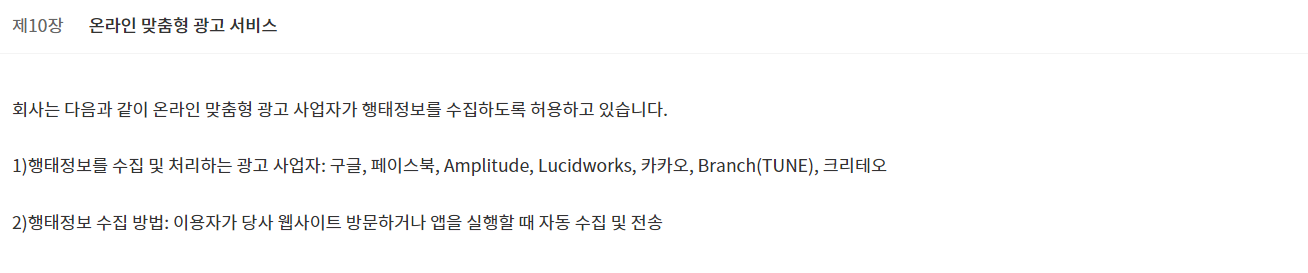 제10장 온라인 맞춤형 광고 서비스
회사는 다음과 같이 온라인 맞춤형 광고 사업자가 행태정보를 수집하도록 허용하고 있습니다.
1)행태정보를 수집 및 처리하는 광고 사업자: 구글, 페이스북, Amplitude, Lucidworks, 카카오, Branch(TUNE), 크리테오
2)행태정보 수집 방법: 이용자가 당사 웹사이트 방문하거나 앱을 실행할 때 자동 수집 및 전송